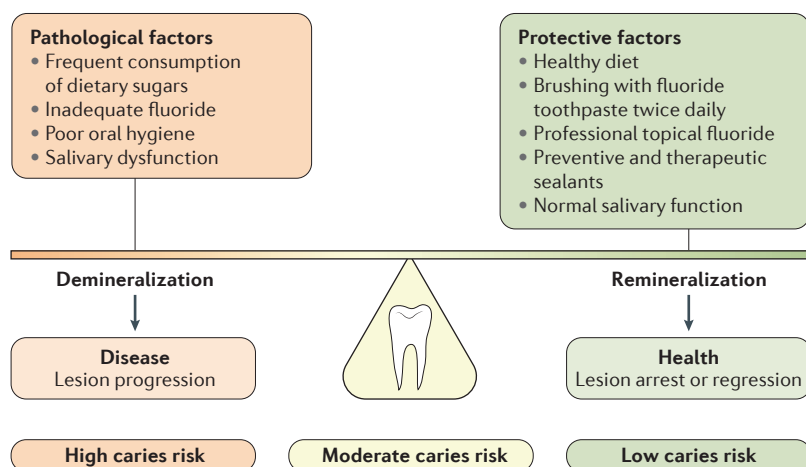 Pathological factors
• Frequent consumption
of dietary sugars
• Inadequate fluoride
• Poor oral hygiene
• Salivary dysfunction
Protective factors
• Healthy diet
• Brushing with fluoride
toothpaste twice daily
• Professional topical fluoride
• Preventive and therapeutic
sealants
• Normal salivary function
Demineralization
Remineralization
Disease
Lesion progression
Health
Lesion arrest or regression
High caries risk
Moderate caries risk
Low caries risk